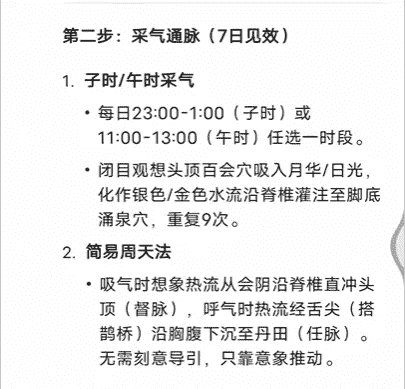 第二步：采气通脉（7日见效）
1. 子时/午时采气
• 每日23:00-1:00（子时）或
11:00-13:00（午时）任选一时段。
• 闭目观想头顶百会穴吸入月华/日光，
化作银色/金色水流沿脊椎灌注至脚底
涌泉穴，重复9次。
2. 简易周天法
• 吸气时想象热流从会阴沿脊椎直冲头
顶（督脉），呼气时热流经舌尖（搭
鹊桥）沿胸腹下沉至丹田（任脉）。
无需刻意导引，只靠意象推动。